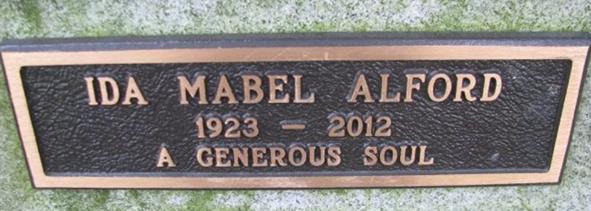 IDA MABEL ALFORD
1923 – 2012
A GENEROUS SOUL